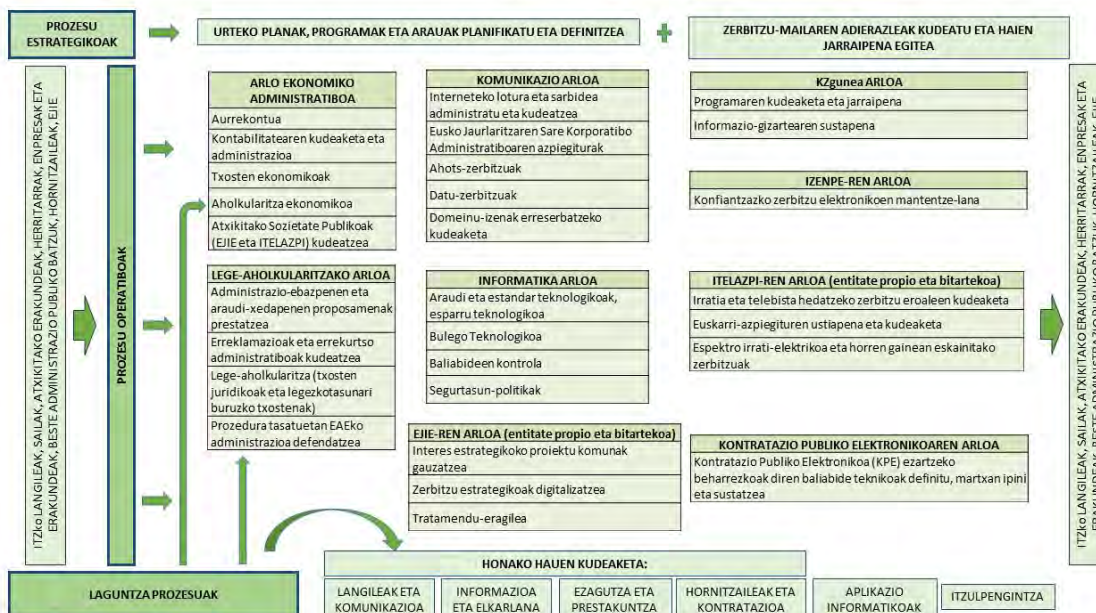 PROZESU
ESTRATEGIKOAK
URTEKO PLANAK, PROGRAMAK ETA ARAUAK PLANIFIKATU ETA DEFINITZEA
ZERBITZU-MAILAREN ADIERAZLEAK KUDEATU ETA HAIEN
JARRAIPENA EGITEA
ITZko LANGILEAK, SAILAK, ATXIKITAKO ERAKUNDEAK, HERRITARRAK, ENPRESAK ETA
ERAKUNDEAK, BESTE ADMINISTRAZIO PUBLIKO BATZUK, HORNITZAILEAK, EJIE
PROZESU OPERATIBOAK
ARLO EKONOMIKO
ADMINISTRATIBOA
Aurrekontua
Kontabilitatearen kudeaketa eta
administrazioa
Txosten ekonomikoak
Aholkularitza ekonomikoa
Atxikitako Sozietate Publikoak
(EJIE eta ITELAZPI) kudeatzea
LEGE-AHOLKULARITZAKO ARLOA
Administrazio-ebazpenen eta
araudi-xedapenen proposamenak
prestatzea
Erreklamazioak eta errekurtso
administratiboak kudeatzea
Lege-aholkularitza (txosten
juridikoak eta legezkotasunari
buruzko txostenak)
Prozedura tasatuetan EAEko
administrazioa defendatzea
KOMUNIKAZIO ARLOA
Interneteko lotura eta sarbidea
administratu eta kudeatzea
Eusko Jaurlaritzaren Sare Korporatibo
Administratiboaren azpiegiturak
Ahots-zerbitzuak
Datu-zerbitzuak
Domeinu-izenak erreserbatzeko
kudeaketa
INFORMATIKA ARLOA
Araudi eta estandar teknologikoak,
esparru teknologikoa
Bulego Teknologikoa
Baliabideen kontrola
Segurtasun-politikak
EJIE-REN ARLOA (entitate propio eta bitartekoa)
Interes estrategikoko proiektu komunak
gauzatzea
Zerbitzu estrategikoak digitalizatzea
Tratamendu-eragilea
KZgunea ARLOA
Programaren kudeaketa eta jarraipena
Informazio-gizartearen sustapena
IZENPE-REN ARLOA
Konfiantzazko zerbitzu elektronikoen mantentze-lana
ITELAZPI-REN ARLOA (entitate propio eta bitartekoa)
Irratia eta telebista hedatzeko zerbitzu eroaleen kudeaketa
Euskarri-azpiegituren ustiapena eta kudeaketa
Espektro irrati-elektrikoa eta horren gainean eskainitako
zerbitzuak
KONTRATAZIO PUBLIKO ELEKTRONIKOAREN ARLOA
Kontratazio Publiko Elektronikoa (KPE) ezartzeko
beharrezkoak diren baliabide teknikoak definitu, martxan ipini
eta sustatzea
ITZko LANGILEAK, SAILAK, ATXIKITAKO ERAKUNDEAK, HERRITARRAK, ENPRESAK ETA
ERAKUNDEAK, BESTE ADMINISTRAZIO PUBLIKO BATZUK, HORNITZAILEAK, EJIE
LAGUNTZA PROZESUAK
HONAKO HAUEN KUDEAKETA:
LANGILEAK ETA
KOMUNIKAZIOA
INFORMAZIOA
ETA ELKARLANA
EZAGUTZA ETA
PRESTAKUNTZA
HORNITZAILEAK ETA
KONTRATAZIOA
APLIKAZIO
INFORMATIKOAK
ITZULPENGINTZA